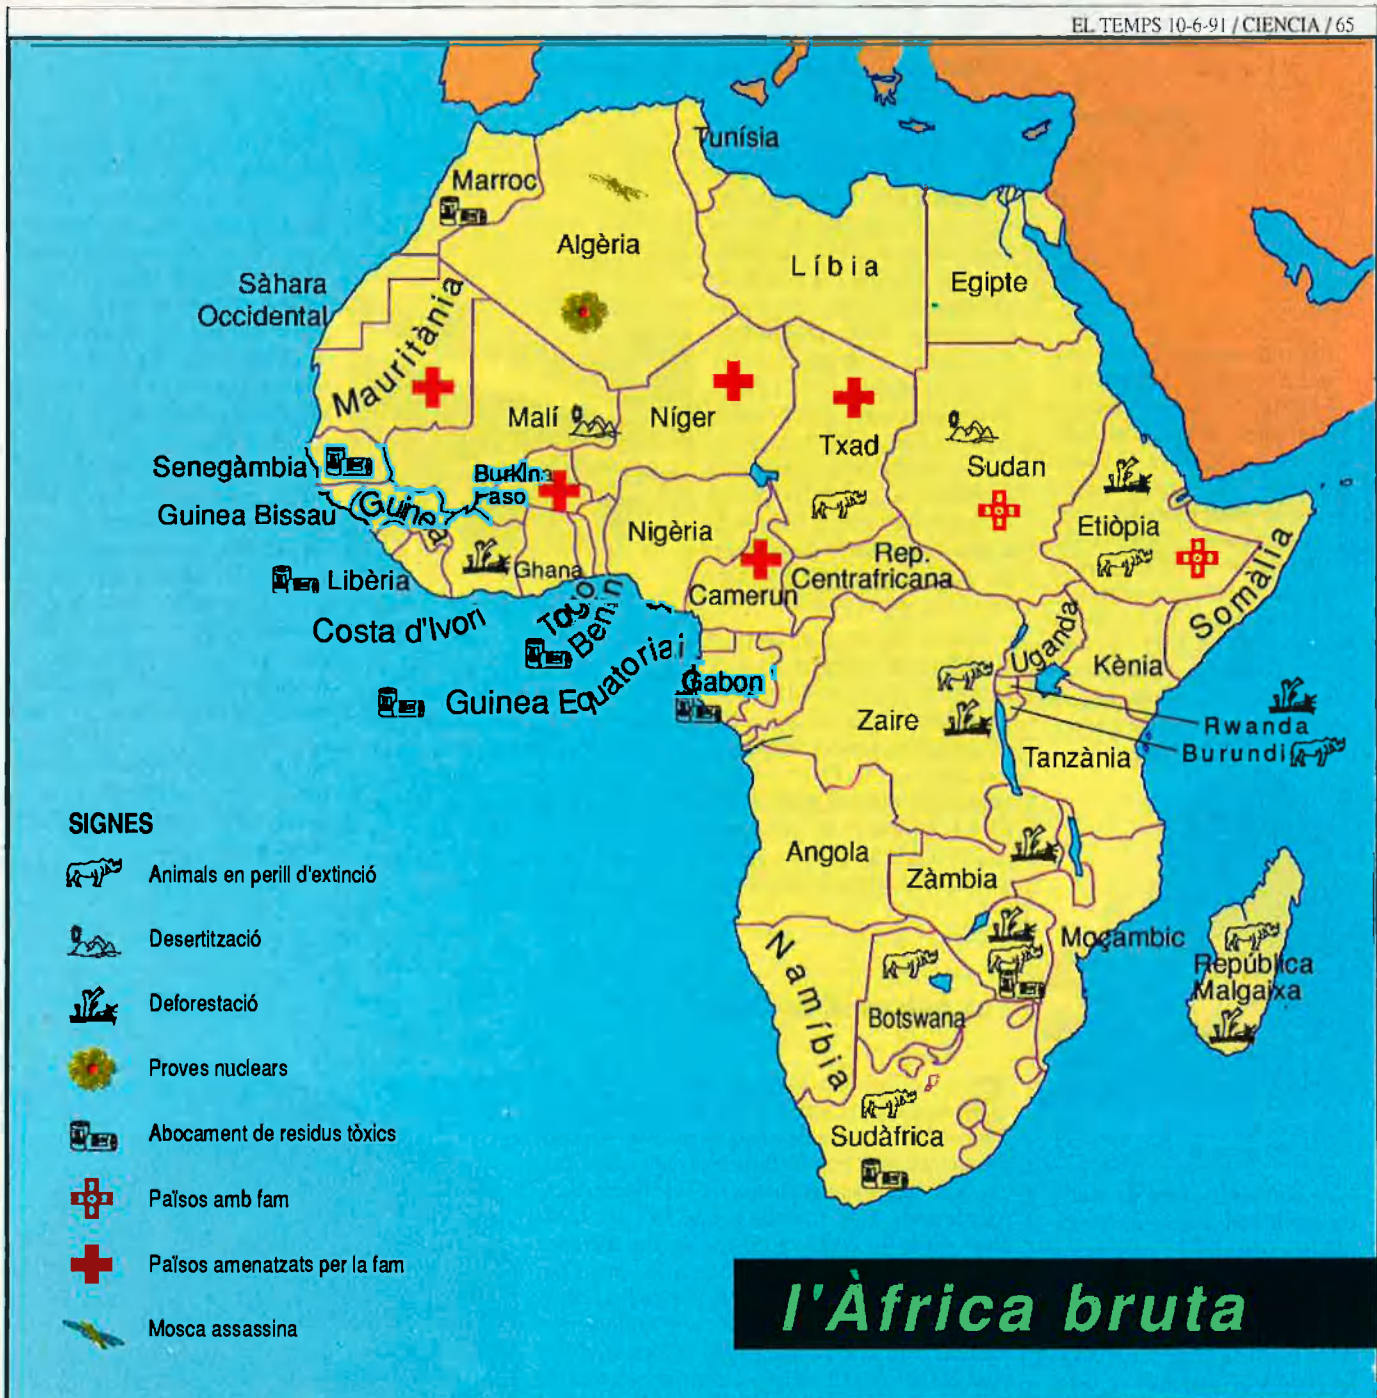 EL TEMPS 10-6-91 / CIENCIA / 65
Tunísia
Marroc
Algèria
Líbia
Egipte
Sàhara
Occidental
Mauritània
Malí
Níger
Txad
Sudan
Senegàmbia
Burkina
Faso
Guinea Bissau
Guinea
Nigèria
Etiòpia
Somàlia
Rep.
Centrafricana
Ghana
Camerun
Libèria
Costa d'Ivori
Togo
Benín
Uganda
Kènia
Guinea Equatorial
Gabon
Zaire
Rwanda
Burundi
Tanzània
Angola
Zàmbia
Moçambic
República
Malgaixa
Namíbia
Botswana
Sudàfrica
SIGNES
Animals en perill d'extinció
Desertització
Deforestació
Proves nuclears
Abocament de residus tòxics
Països amb fam
Països amenatzats per la fam
Mosca assassina
l'Àfrica bruta